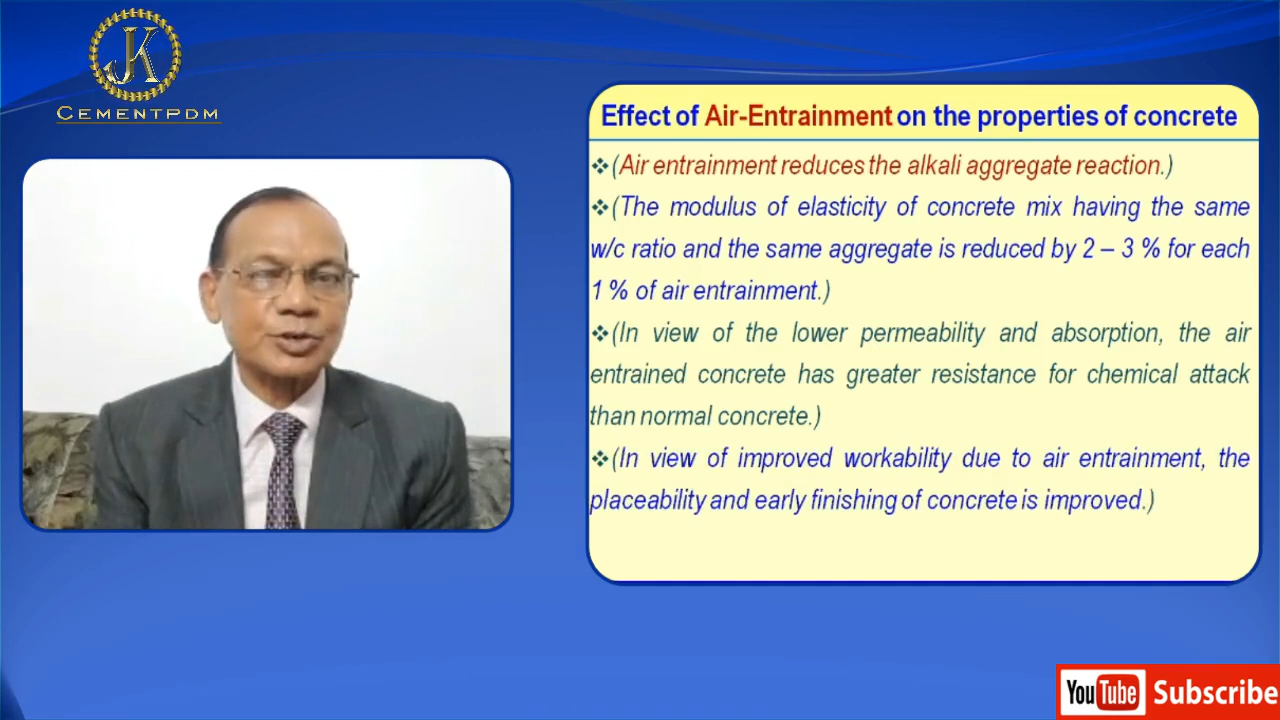 JK
CEMENTPDM
Effect of Air-Entrainment on the properties of concrete
❖(Air entrainment reduces the alkali aggregate reaction.)
❖(The modulus of elasticity of concrete mix having the same
w/c ratio and the same aggregate is reduced by 2 – 3 % for each
1 % of air entrainment.)
❖(In view of the lower permeability and absorption, the air
entrained concrete has greater resistance for chemical attack
than normal concrete.)
❖(In view of improved workability due to air entrainment, the
placeability and early finishing of concrete is improved.)
YouTube Subscribe